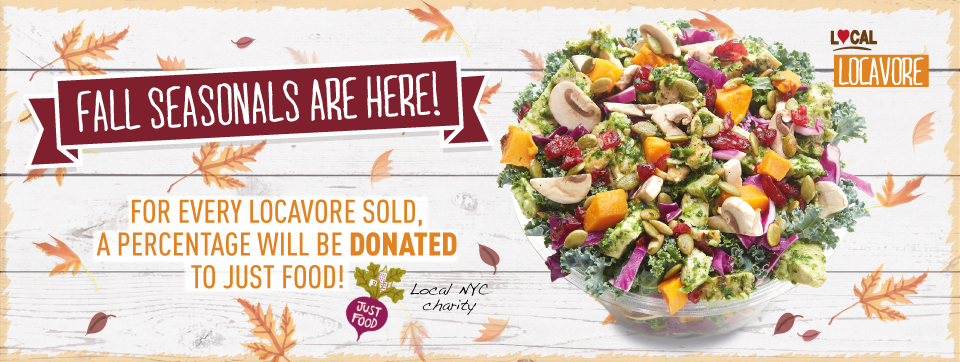 FALL SEASONALS ARE HERE!
FOR EVERY LOCAVORE SOLD,
A PERCENTAGE WILL BE DONATED
TO JUST FOOD!
JUST
FOOD
Local NYC
charity
LOCAL
LOCAVORE